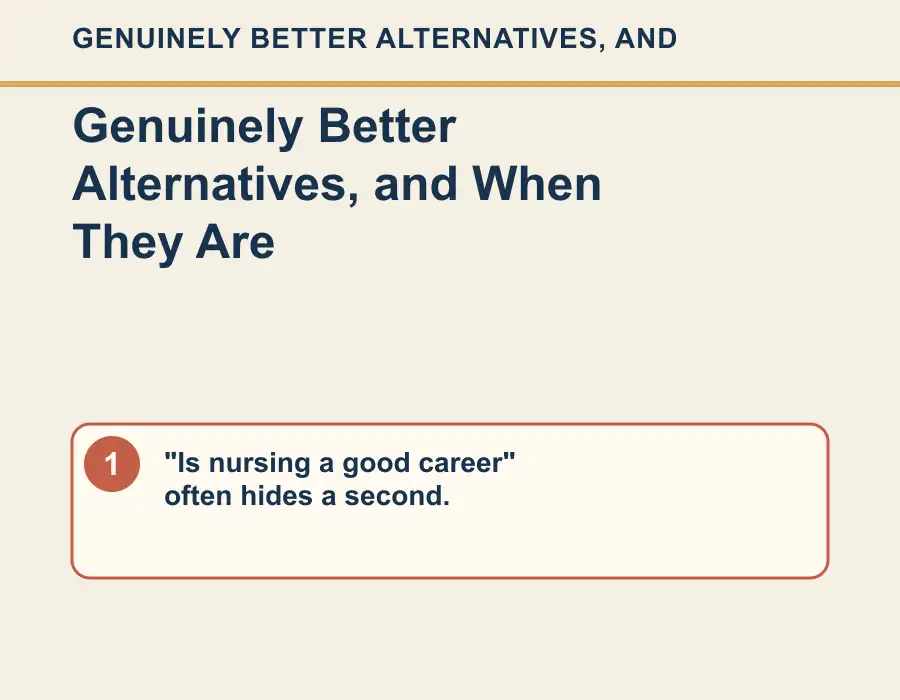 GENUINELY BETTER ALTERNATIVES, AND
Genuinely Better
Alternatives, and When
They Are
1
"Is nursing a good career"
often hides a second.